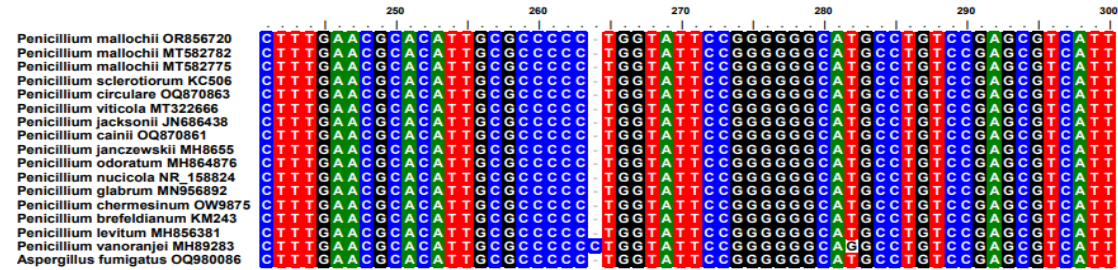 250 260 270 280 290 300
Penicillium mallochii OR856720 CTTTGAACGCACATTGCGCCCCC-TGGTATTCCGGGGGGCATGCCTGTCCGAGCGTCATT
Penicillium mallochii MT582782 CTTTGAACGCACATTGCGCCCCC-TGGTATTCCGGGGGGCATGCCTGTCCGAGCGTCATT
Penicillium mallochii MT582775 CTTTGAACGCACATTGCGCCCCC-TGGTATTCCGGGGGGCATGCCTGTCCGAGCGTCATT
Penicillium sclerotiorum KC506 CTTTGAACGCACATTGCGCCCCC-TGGTATTCCGGGGGGCATGCCTGTCCGAGCGTCATT
Penicillium circulare OQ870863 CTTTGAACGCACATTGCGCCCCC-TGGTATTCCGGGGGGCATGCCTGTCCGAGCGTCATT
Penicillium viticola MT322666 CTTTGAACGCACATTGCGCCCCC-TGGTATTCCGGGGGGCATGCCTGTCCGAGCGTCATT
Penicillium jacksonii JN686438 CTTTGAACGCACATTGCGCCCCC-TGGTATTCCGGGGGGCATGCCTGTCCGAGCGTCATT
Penicillium cainii OQ870861 CTTTGAACGCACATTGCGCCCCC-TGGTATTCCGGGGGGCATGCCTGTCCGAGCGTCATT
Penicillium janczewskii MH8655 CTTTGAACGCACATTGCGCCCCC-TGGTATTCCGGGGGGCATGCCTGTCCGAGCGTCATT
Penicillium odoratum MH864876 CTTTGAACGCACATTGCGCCCCC-TGGTATTCCGGGGGGCATGCCTGTCCGAGCGTCATT
Penicillium nucicola NR_158824 CTTTGAACGCACATTGCGCCCCC-TGGTATTCCGGGGGGCATGCCTGTCCGAGCGTCATT
Penicillium glabrum MN956892 CTTTGAACGCACATTGCGCCCCC-TGGTATTCCGGGGGGCATGCCTGTCCGAGCGTCATT
Penicillium chermesinum OW9875 CTTTGAACGCACATTGCGCCCCC-TGGTATTCCGGGGGGCATGCCTGTCCGAGCGTCATT
Penicillium brefeldianum KM243 CTTTGAACGCACATTGCGCCCCC-TGGTATTCCGGGGGGCATGCCTGTCCGAGCGTCATT
Penicillium levitum MH856381 CTTTGAACGCACATTGCGCCCCC-TGGTATTCCGGGGGGCATGCCTGTCCGAGCGTCATT
Penicillium vanoranjei MH89283 CTTTGAACGCACATTGCGCCCCCCTGGTATTCCGGGGGGCAGGCCTGTCCGAGCGTCATT
Aspergillus fumigatus OQ980086 CTTTGAACGCACATTGCGCCCCC-TGGTATTCCGGGGGGCATGCCTGTCCGAGCGTCATT